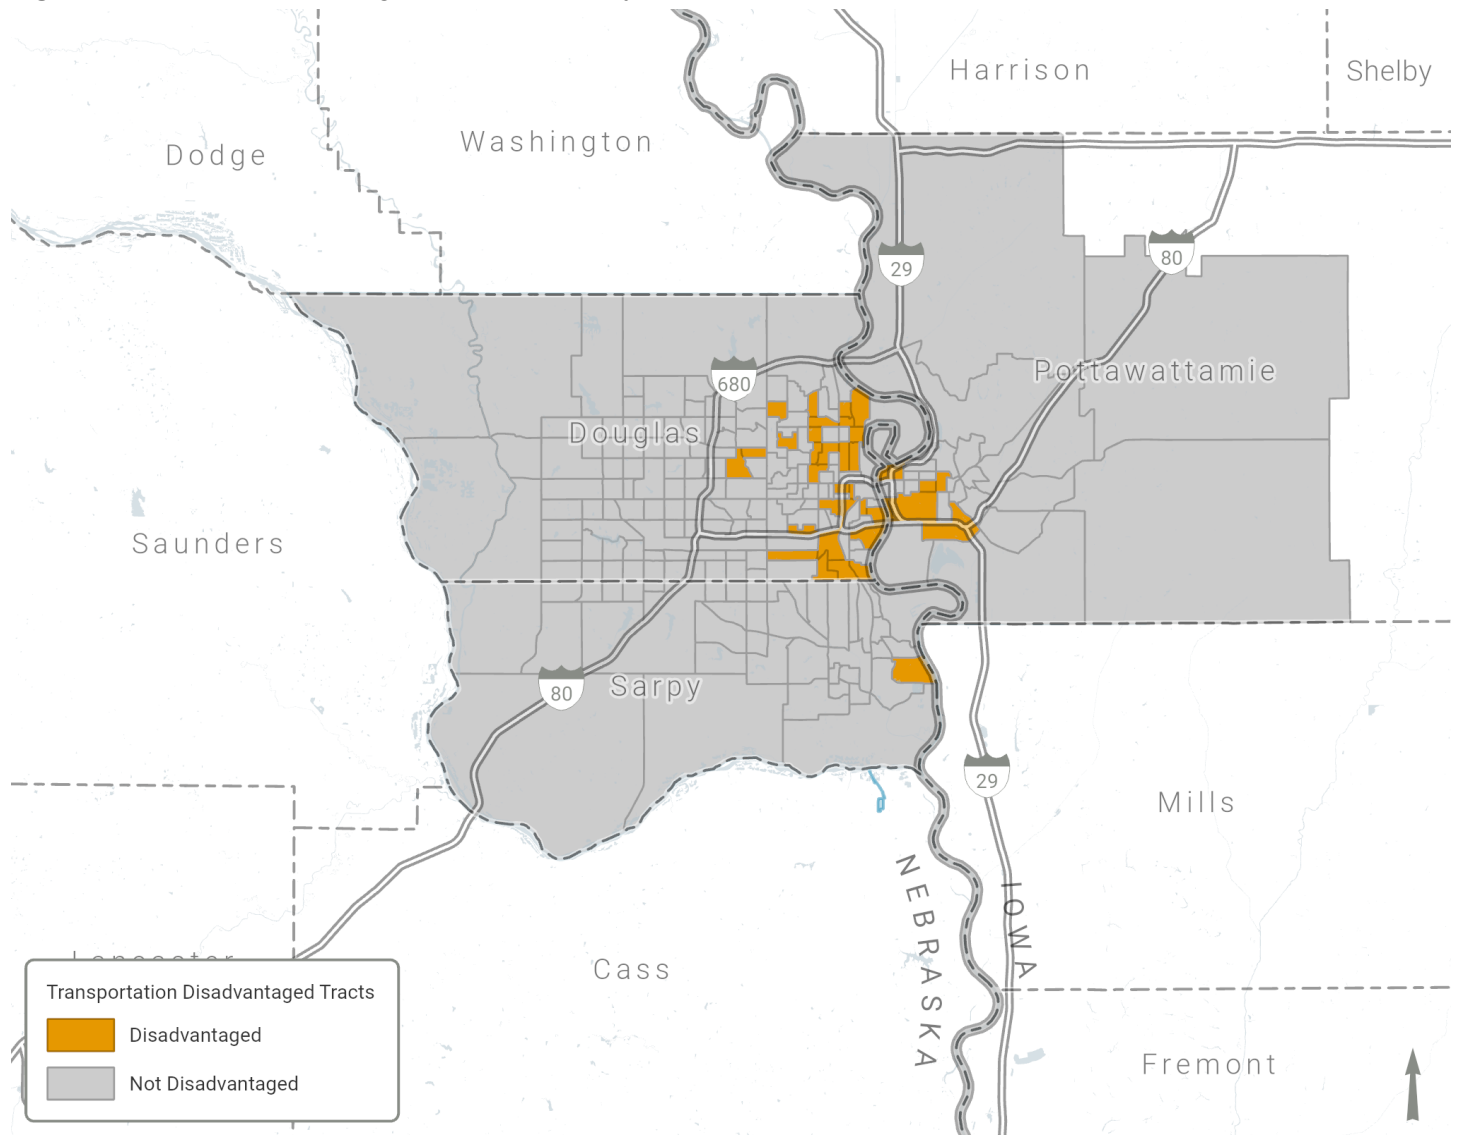 Harrison
Shelby
Washington
Dodge
29
80
680
Pottawattamie
Douglas
Saunders
80
Sarpy
29
Mills
NEBRASKA
IOWA
Cass
Fremont
Transportation Disadvantaged Tracts
Disadvantaged
Not Disadvantaged